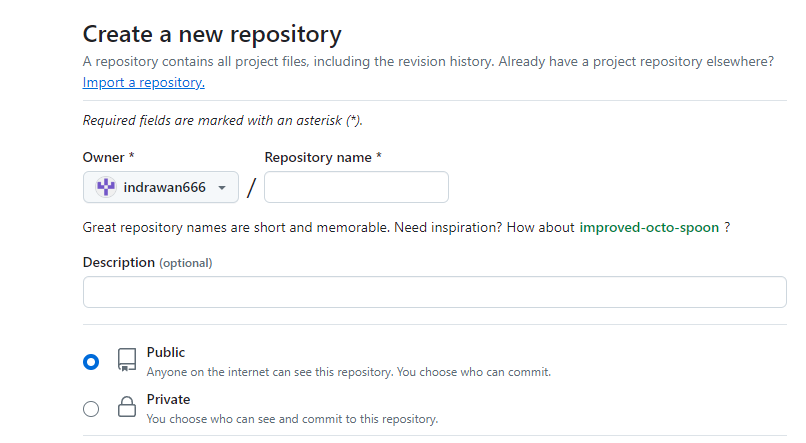 Create a new repository
A repository contains all project files, including the revision history. Already have a project repository elsewhere?
Import a repository.
Required fields are marked with an asterisk (*).
Owner * Repository name *
indrawan666 /
Great repository names are short and memorable. Need inspiration? How about improved-octo-spoon ?
Description (optional)
Public
Anyone on the internet can see this repository. You choose who can commit.
Private
You choose who can see and commit to this repository.